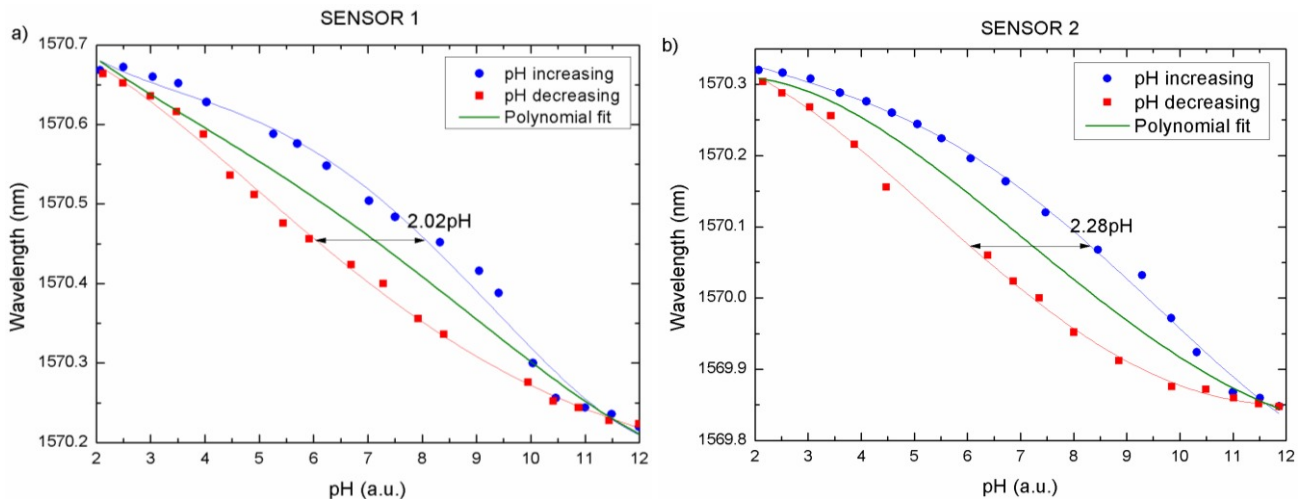 SENSOR 1
a)
1570.7
1570.6
1570.5
1570.4
1570.3
1570.2
Wavelength (nm)
pH increasing
pH decreasing
Polynomial fit
2.02pH
2 3 4 5 6 7 8 9 10 11 12
pH (a.u.)
SENSOR 2
b)
1570.3
1570.2
1570.1
1570.0
1569.9
1569.8
Wavelength (nm)
pH increasing
pH decreasing
Polynomial fit
2.28pH
2 3 4 5 6 7 8 9 10 11 12
pH (a.u.)